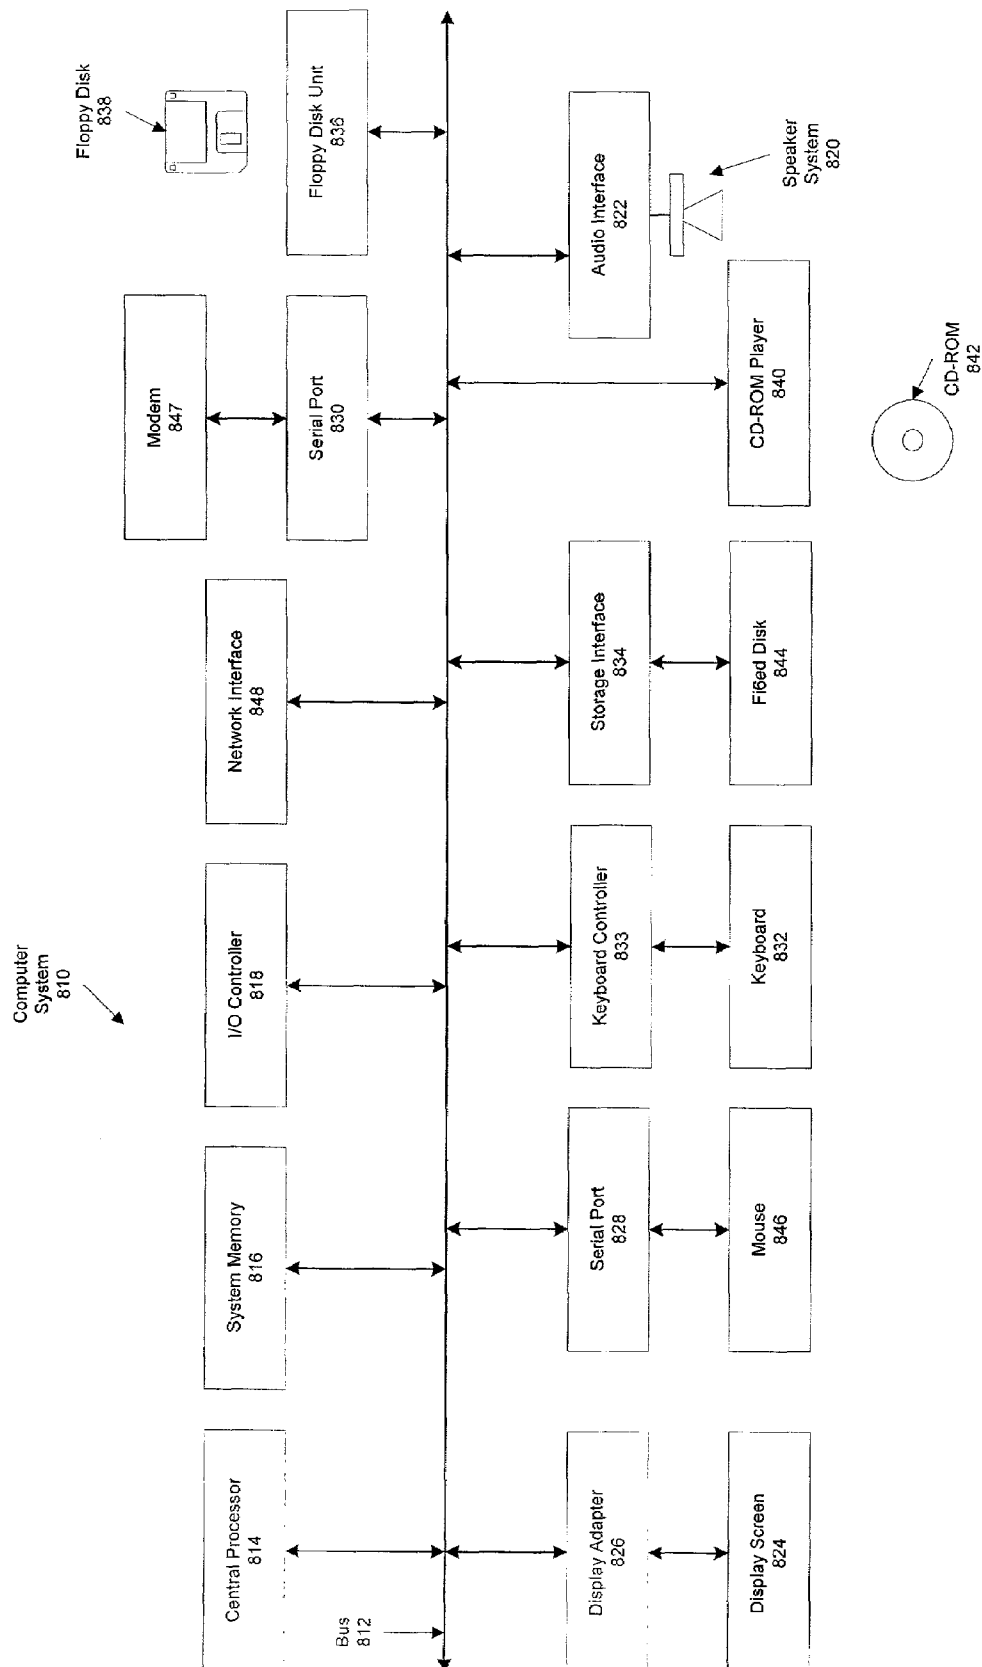 Computer
System
810
Central Processor
814
System Memory
816
I/O Controller
818
Network Interface
848
Modem
847
Serial Port
830
Floppy Disk
838
Floppy Disk Unit
836
Bus
812
Display Adapter
826
Serial Port
828
Keyboard Controller
833
Storage Interface
834
Audio Interface
822
Speaker
System
820
Display Screen
824
Mouse
846
Keyboard
832
Fi6ed Disk
844
CD-ROM Player
840
CD-ROM
842